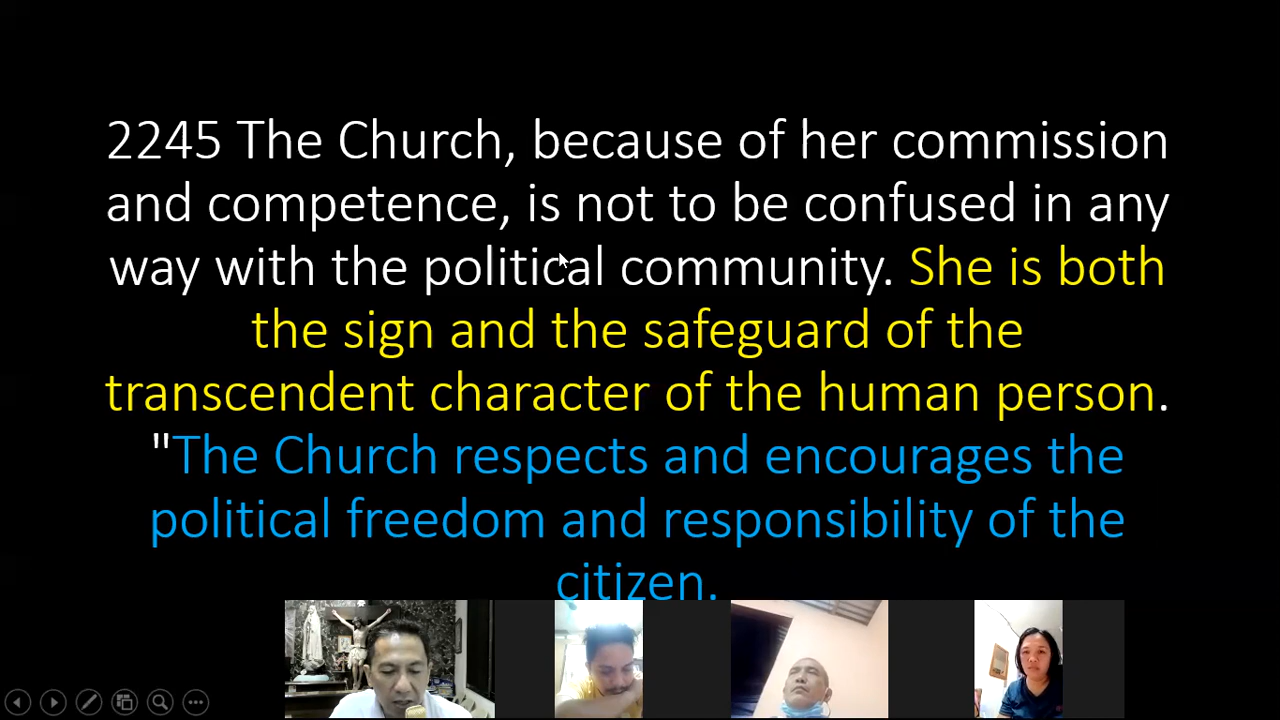 2245 The Church, because of her commission
and competence, is not to be confused in any
way with the political community. She is both
the sign and the safeguard of the
transcendent character of the human person.
"The Church respects and encourages the
political freedom and responsibility of the
citizen.